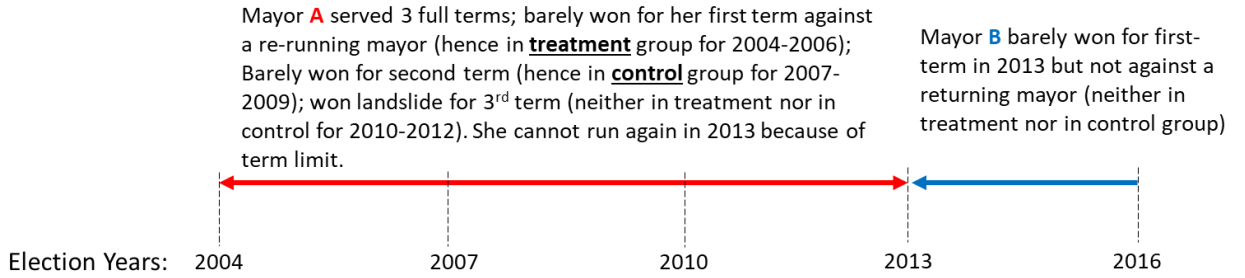 Mayor A served 3 full terms; barely won for her first term against
a re-running mayor (hence in treatment group for 2004-2006);
Barely won for second term (hence in control group for 2007-
2009); won landslide for 3rd term (neither in treatment nor in
control for 2010-2012). She cannot run again in 2013 because of
term limit.
Mayor B barely won for first-
term in 2013 but not against a
returning mayor (neither in
treatment nor in control group)
Election Years: 2004 2007 2010 2013 2016